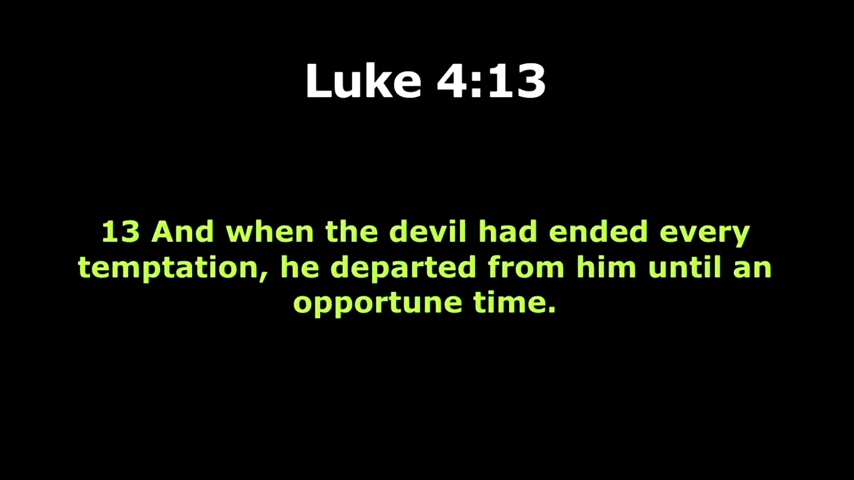 Luke 4:13
13 And when the devil had ended every
temptation, he departed from him until an
opportune time.